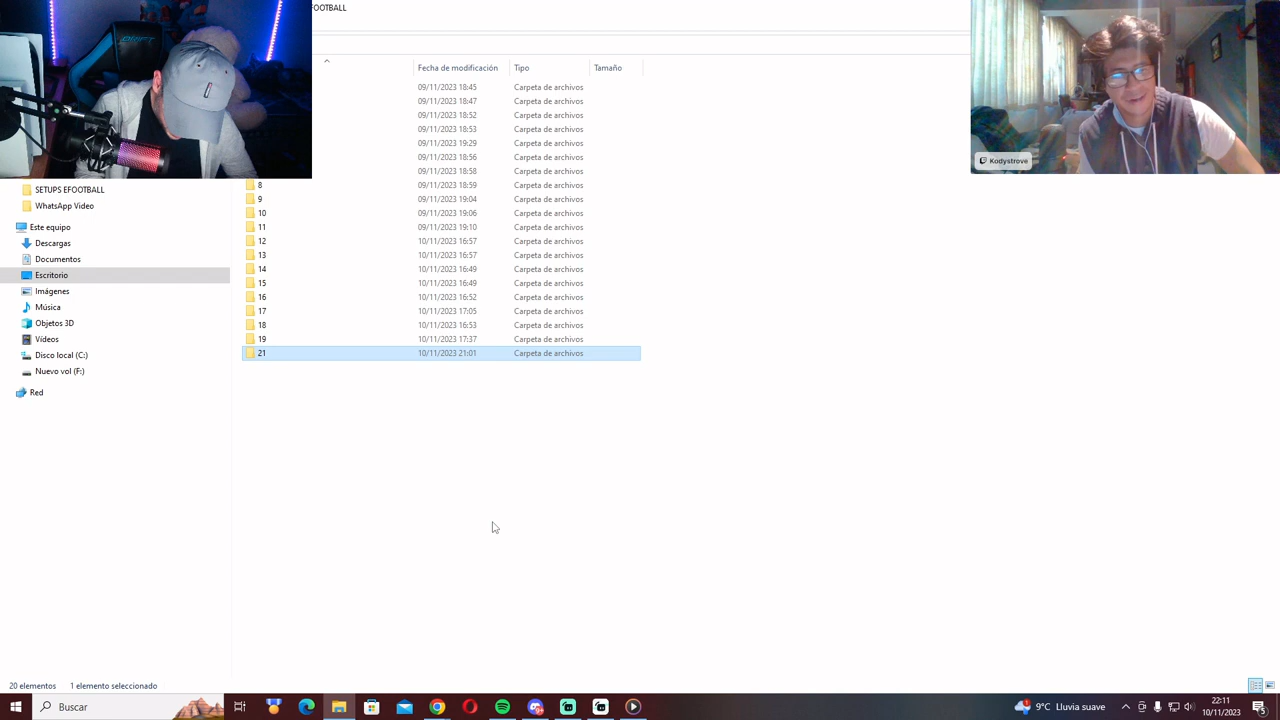 FOOTBALL
Fecha de modificación Tipo Tamaño
09/11/2023 18:45 Carpeta de archivos
09/11/2023 18:47 Carpeta de archivos
09/11/2023 18:52 Carpeta de archivos
09/11/2023 18:53 Carpeta de archivos
09/11/2023 19:29 Carpeta de archivos
09/11/2023 18:56 Carpeta de archivos
09/11/2023 18:58 Carpeta de archivos
8 09/11/2023 18:59 Carpeta de archivos
9 09/11/2023 19:04 Carpeta de archivos
10 09/11/2023 19:06 Carpeta de archivos
11 09/11/2023 19:10 Carpeta de archivos
12 10/11/2023 16:57 Carpeta de archivos
13 10/11/2023 16:57 Carpeta de archivos
14 10/11/2023 16:49 Carpeta de archivos
15 10/11/2023 16:49 Carpeta de archivos
16 10/11/2023 16:52 Carpeta de archivos
17 10/11/2023 17:05 Carpeta de archivos
18 10/11/2023 16:53 Carpeta de archivos
19 10/11/2023 17:37 Carpeta de archivos
21 10/11/2023 21:01 Carpeta de archivos
SETUPS EFOOTBALL
WhatsApp Video
Este equipo
Descargas
Documentos
Escritorio
Imágenes
Música
Objetos 3D
Vídeos
Disco local (C:)
Nuevo vol (F:)
Red
Kodystrove
20 elementos 1 elemento seleccionado
Buscar
9°C Lluvia suave
22:11
10/11/2023